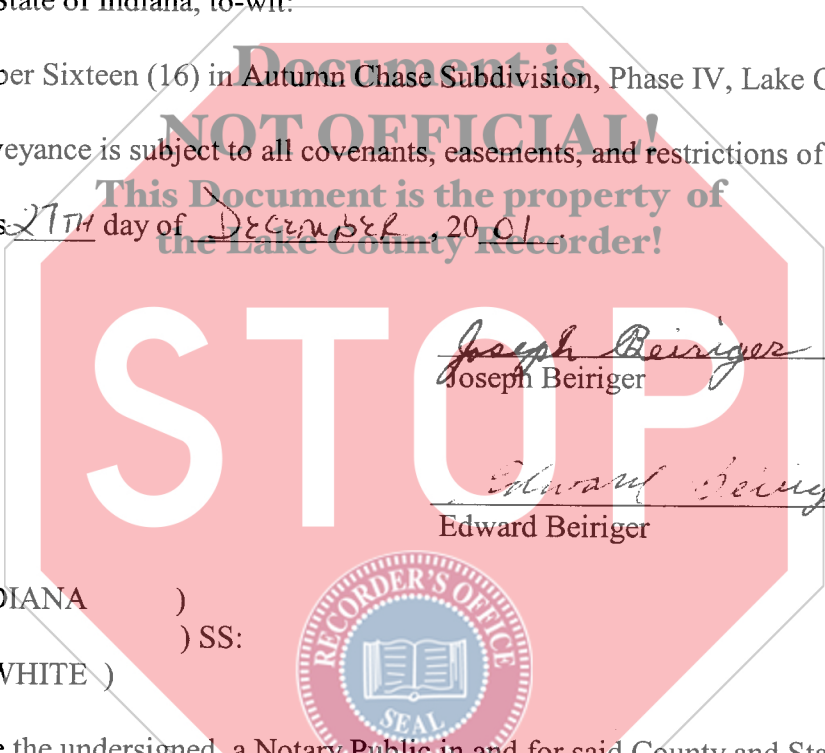 State of Indiana, to-wit:
Document is
ber Sixteen (16) in Autumn Chase Subdivision, Phase IV, Lake C
NOT OFFICIAL!
veyance is subject to all covenants, easements, and restrictions of
This Document is the property of
s 27TH day of DECEMBER, 2001.
the Lake County Recorder!
STOP
Joseph Beiriger
Joseph Beiriger
Edward Beirig
Edward Beiriger
DIANA )
) SS:
WHITE )
RECORDER'S OFFICE
SEAL
e the undersigned, a Notary Public in and for said County and Sta